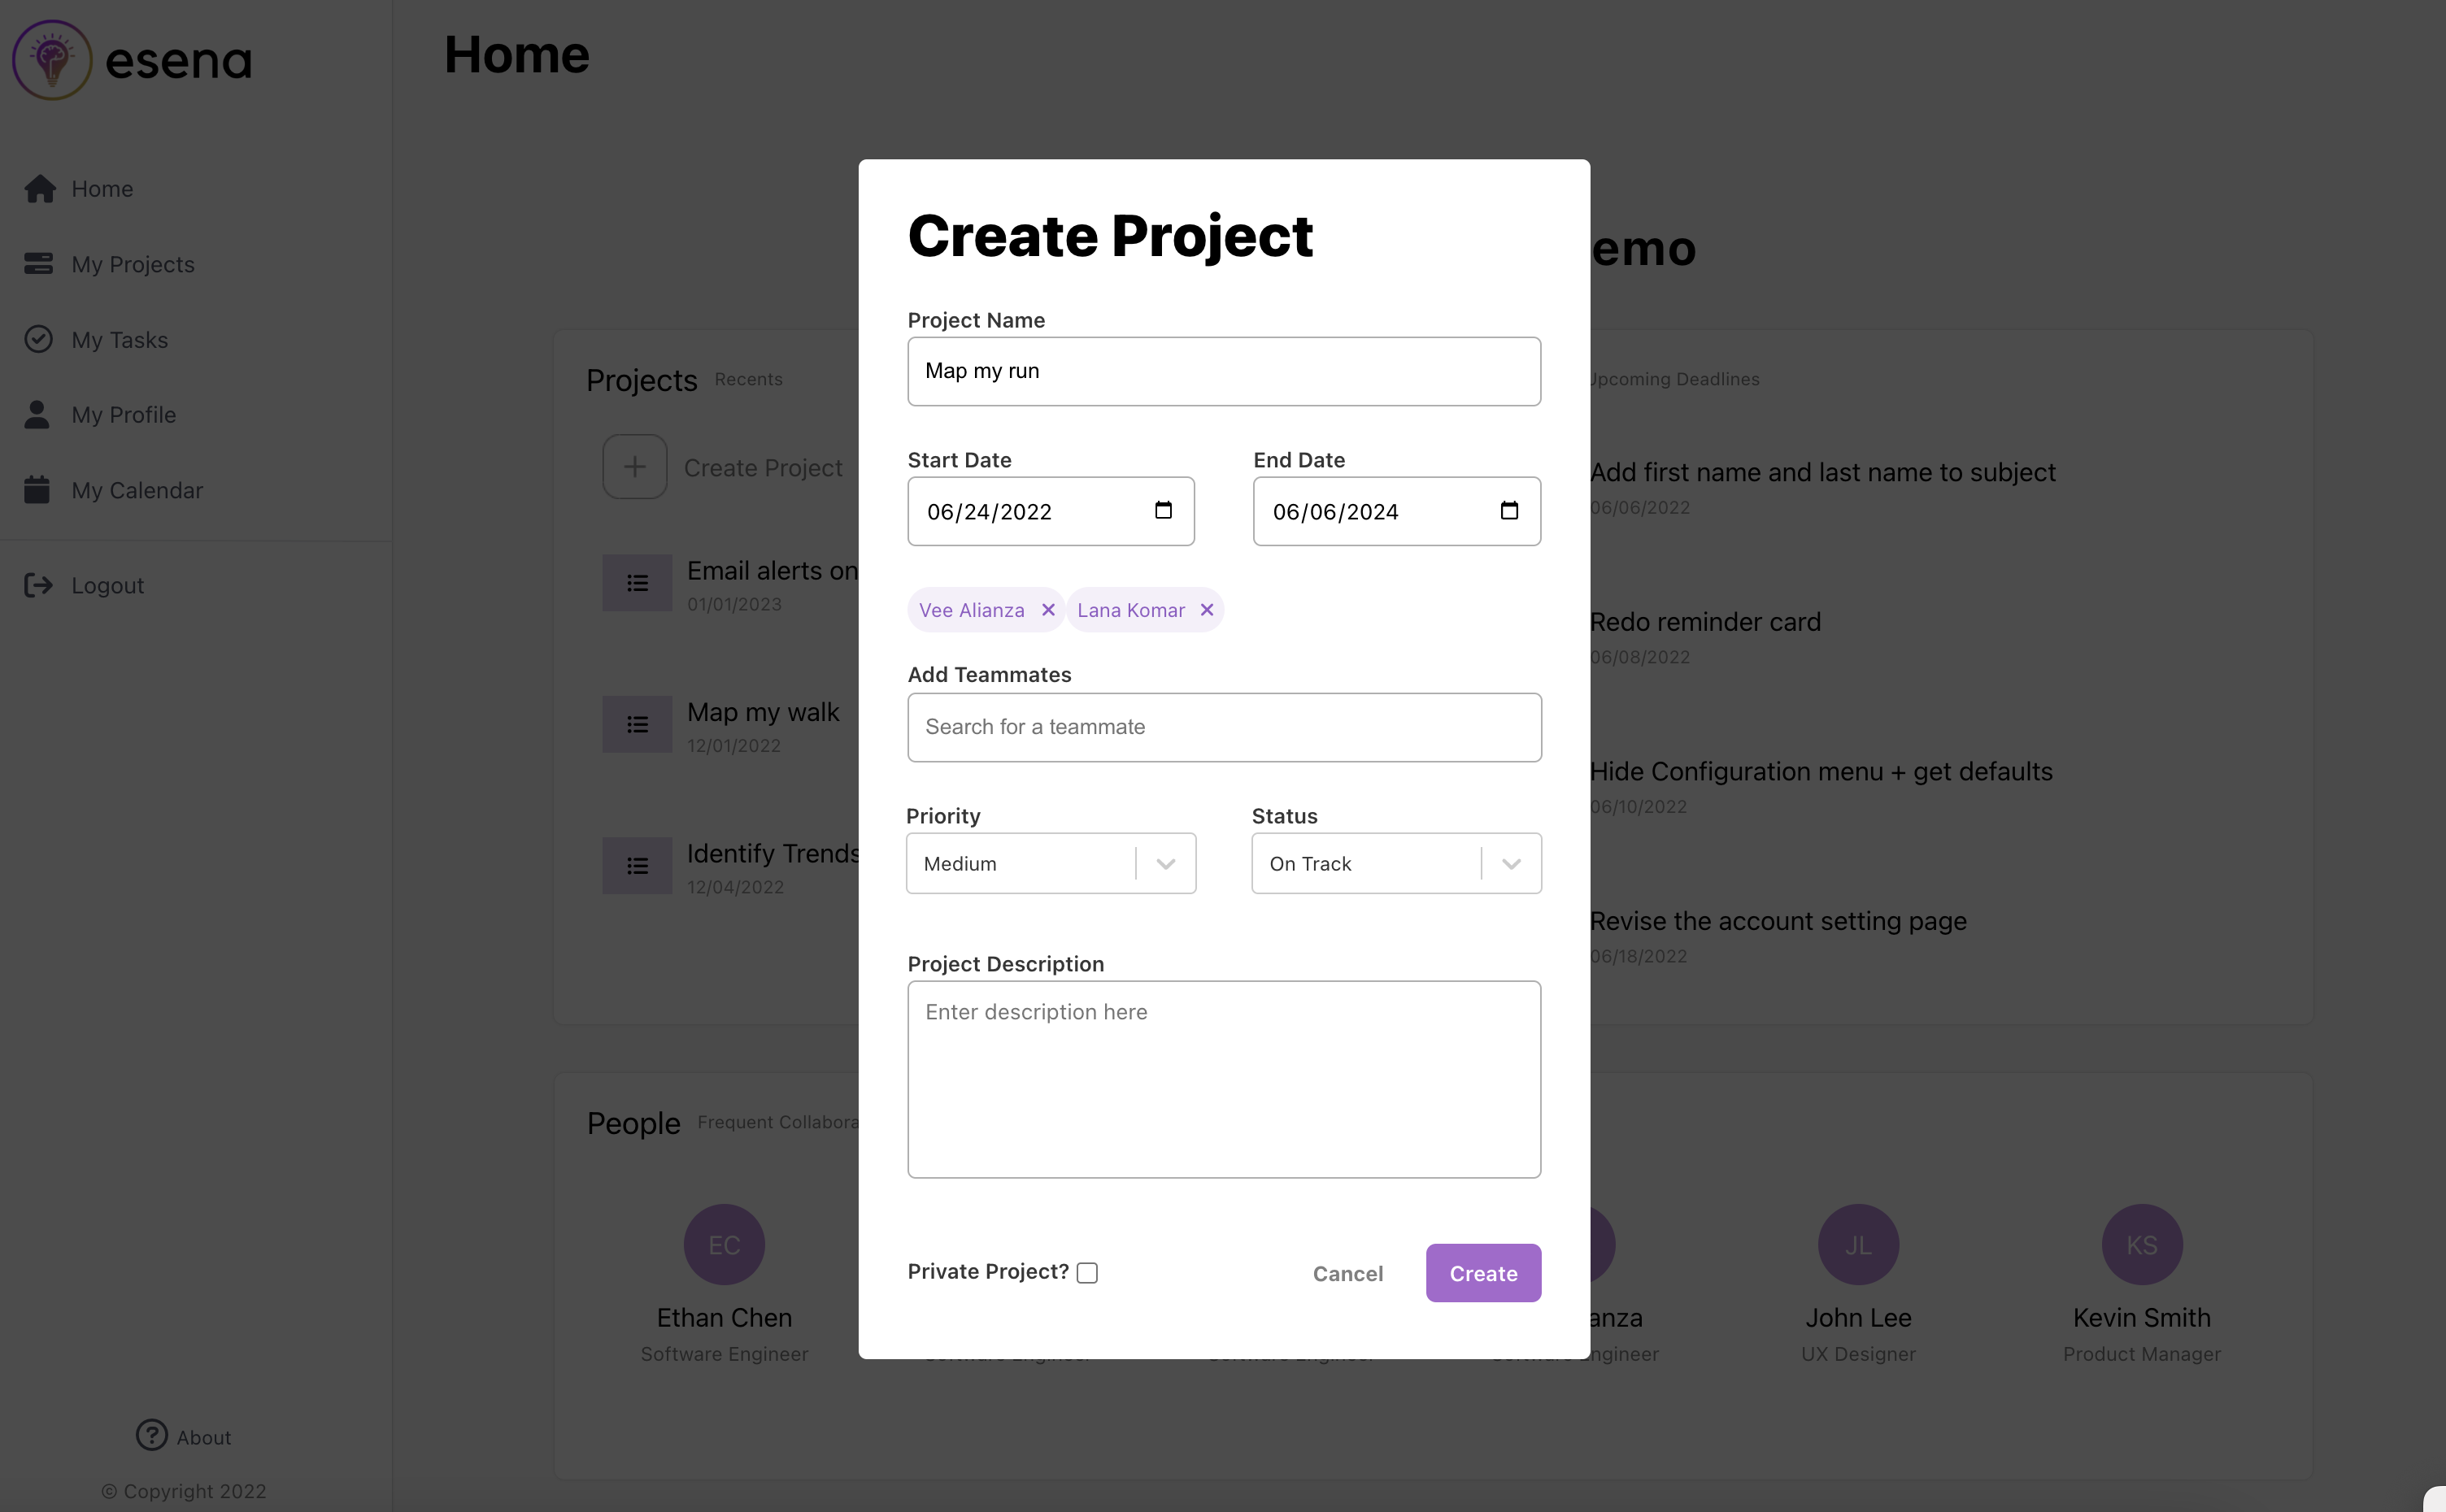 esena
Home
My Projects
My Tasks
My Profile
My Calendar
Logout
About
© Copyright 2022
Home
emo
Projects Recents
Create Project
Email alerts on
01/01/2023
Map my walk
12/01/2022
Identify Trends
12/04/2022
Upcoming Deadlines
Add first name and last name to subject
06/06/2022
Redo reminder card
06/08/2022
Hide Configuration menu + get defaults
06/10/2022
Revise the account setting page
06/18/2022
People Frequent Collabora
EC
Ethan Chen
Software Engineer
anza
Software Engineer
JL
John Lee
UX Designer
KS
Kevin Smith
Product Manager
Create Project
Project Name
Map my run
Start Date End Date
06/24/2022 06/06/2024
Vee Alianza Lana Komar
Add Teammates
Search for a teammate
Priority Status
Medium On Track
Project Description
Enter description here
Private Project? Cancel Create